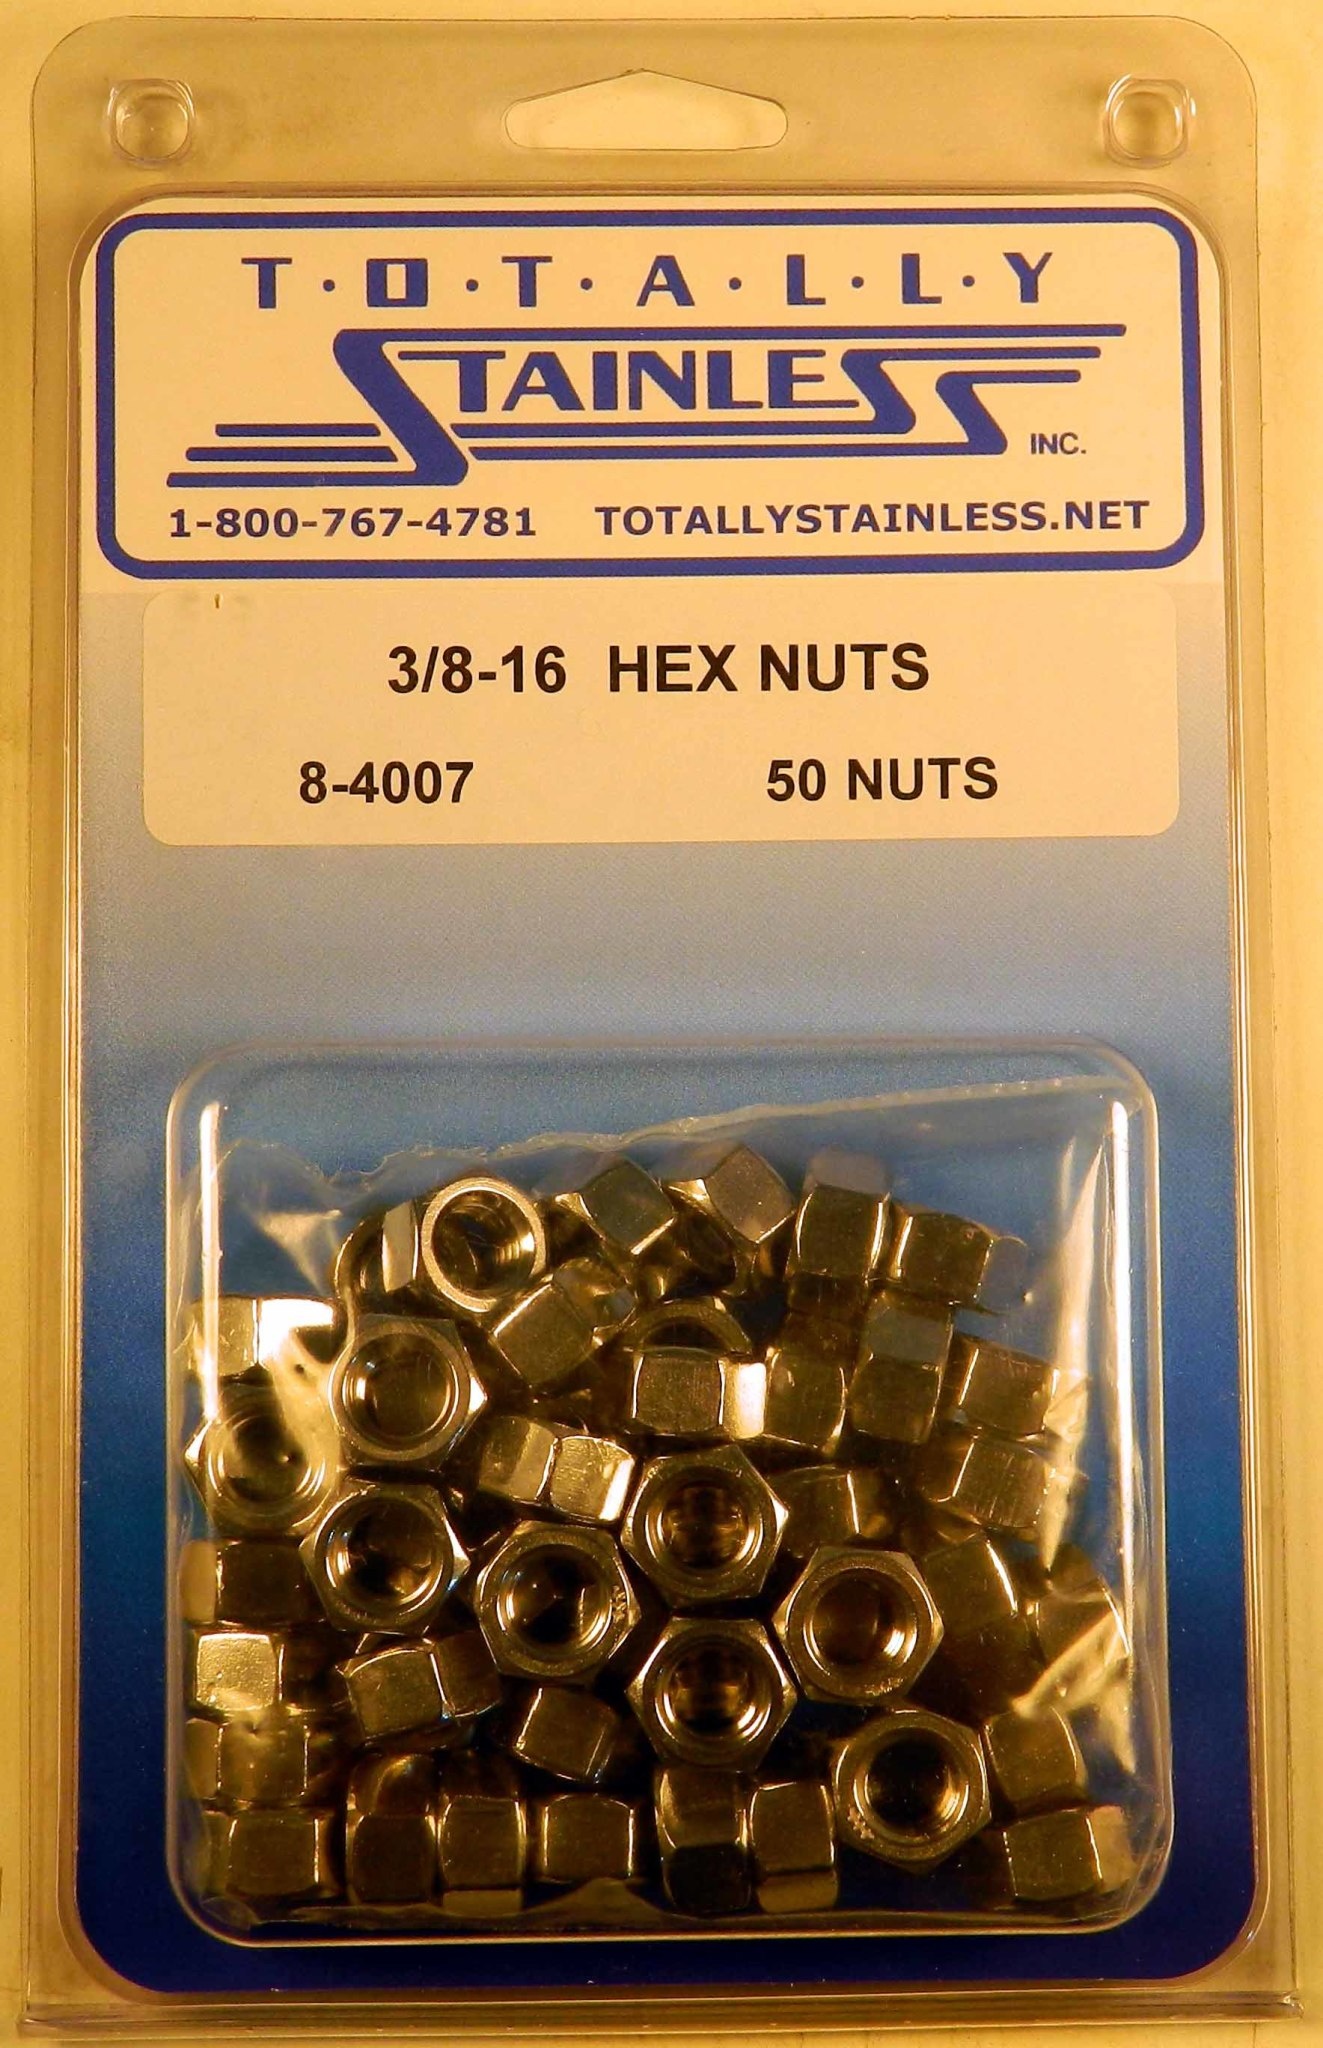 T·O·T·A·L·L·Y
STAINLESS INC.
1-800-767-4781 TOTALLYSTAINLESS.NET
3/8-16 HEX NUTS
8-4007 50 NUTS